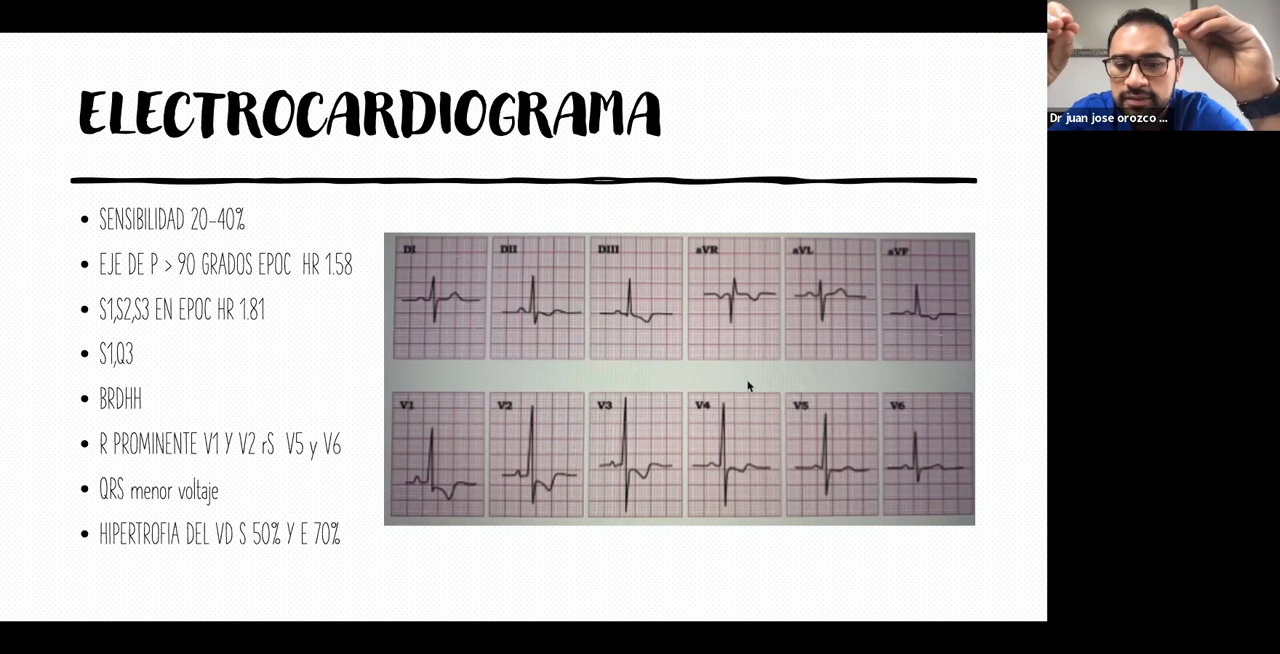 ELECTROCARDIOGRAMA
• SENSIBILIDAD 20-40%
• EJE DE P > 90 GRADOS EPOC HR 1.58
• S1,S2,S3 EN EPOC HR 1.81
• S1,Q3
• BRDHH
• R PROMINENTE V1 Y V2 rS V5 y V6
• QRS menor voltaje
• HIPERTROFIA DEL VD S 50% Y E 70%
DI DII DIII aVR aVL aVF
V1 V2 V3 V4 V5 V6
Dr juan jose orozco ...